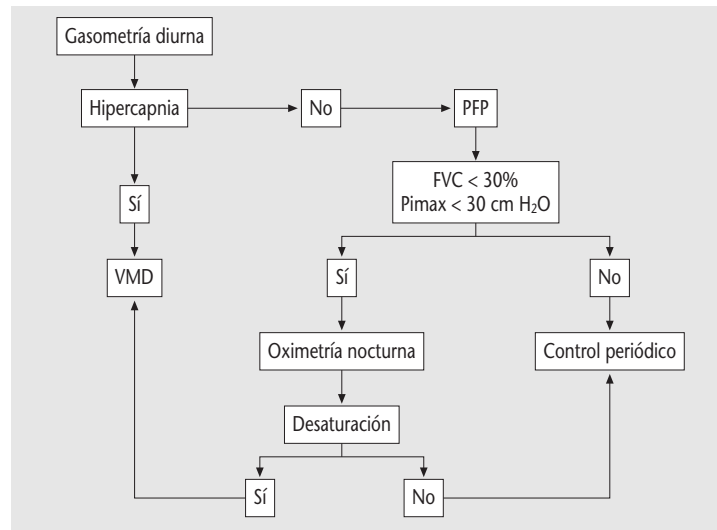 Gasometría diurna
Hipercapnia
No
PFP
FVC < 30%
Pimax < 30 cm H₂O
Sí
VMD
Sí
No
Oximetría nocturna
Control periódico
Desaturación
Sí
No